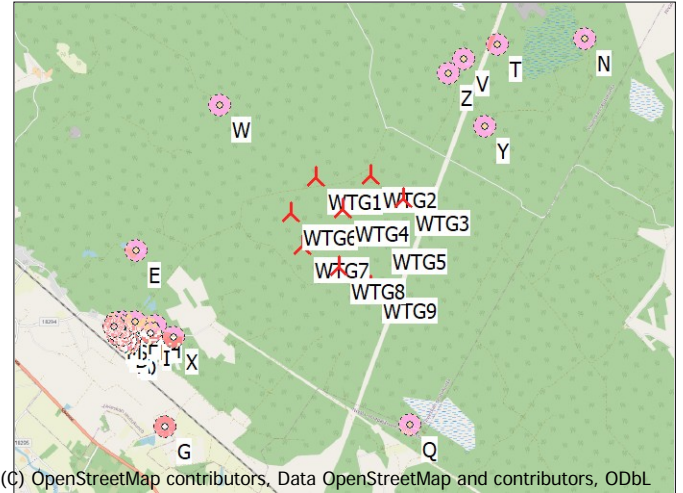 N
T
V
Z
W
Y
WTG1
WTG2
WTG3
WTG6
WTG4
WTG5
WTG7
WTG8
WTG9
E
I
X
Q
G
(C) OpenStreetMap contributors, Data OpenStreetMap and contributors, ODbL